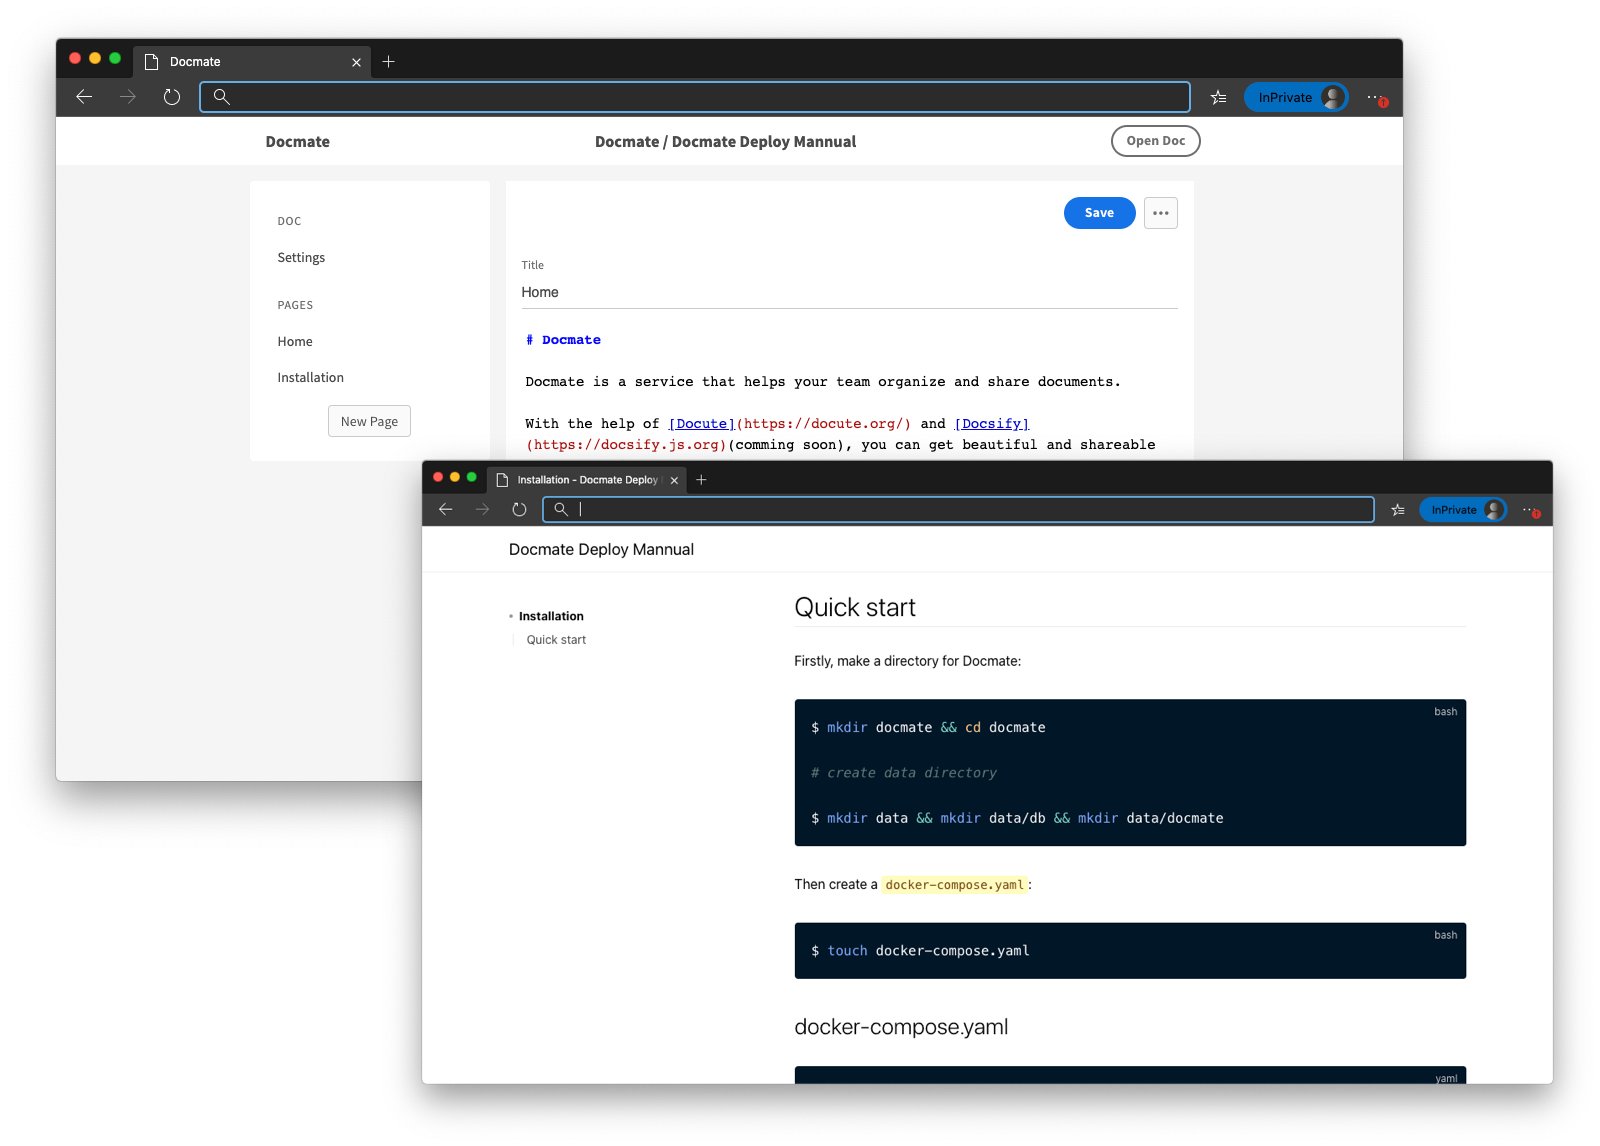 Docmate
InPrivate
Docmate
Docmate / Docmate Deploy Mannual
Open Doc
DOC
Settings
PAGES
Home
Installation
New Page
Save
Title
Home
# Docmate
Docmate is a service that helps your team organize and share documents.
With the help of [Docute](https://docute.org/) and [Docsify]
(https://docsify.js.org)(comming soon), you can get beautiful and shareable
Installation - Docmate Deploy
InPrivate
Docmate Deploy Mannual
Installation
Quick start
Quick start
Firstly, make a directory for Docmate:
bash
$ mkdir docmate && cd docmate
# create data directory
$ mkdir data && mkdir data/db && mkdir data/docmate
Then create a docker-compose.yaml:
bash
$ touch docker-compose.yaml
docker-compose.yaml
yaml